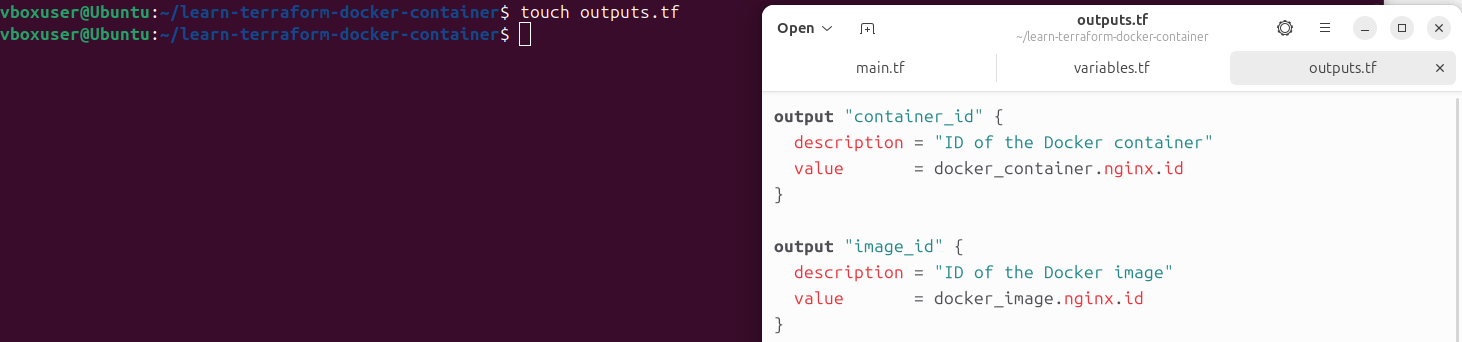 vboxuser@Ubuntu:~/learn-terraform-docker-container$ touch outputs.tf
vboxuser@Ubuntu:~/learn-terraform-docker-container$
Open
outputs.tf
~/learn-terraform-docker-container
main.tf
variables.tf
outputs.tf
output "container_id" {
  description = "ID of the Docker container"
  value       = docker_container.nginx.id
}

output "image_id" {
  description = "ID of the Docker image"
  value       = docker_image.nginx.id
}